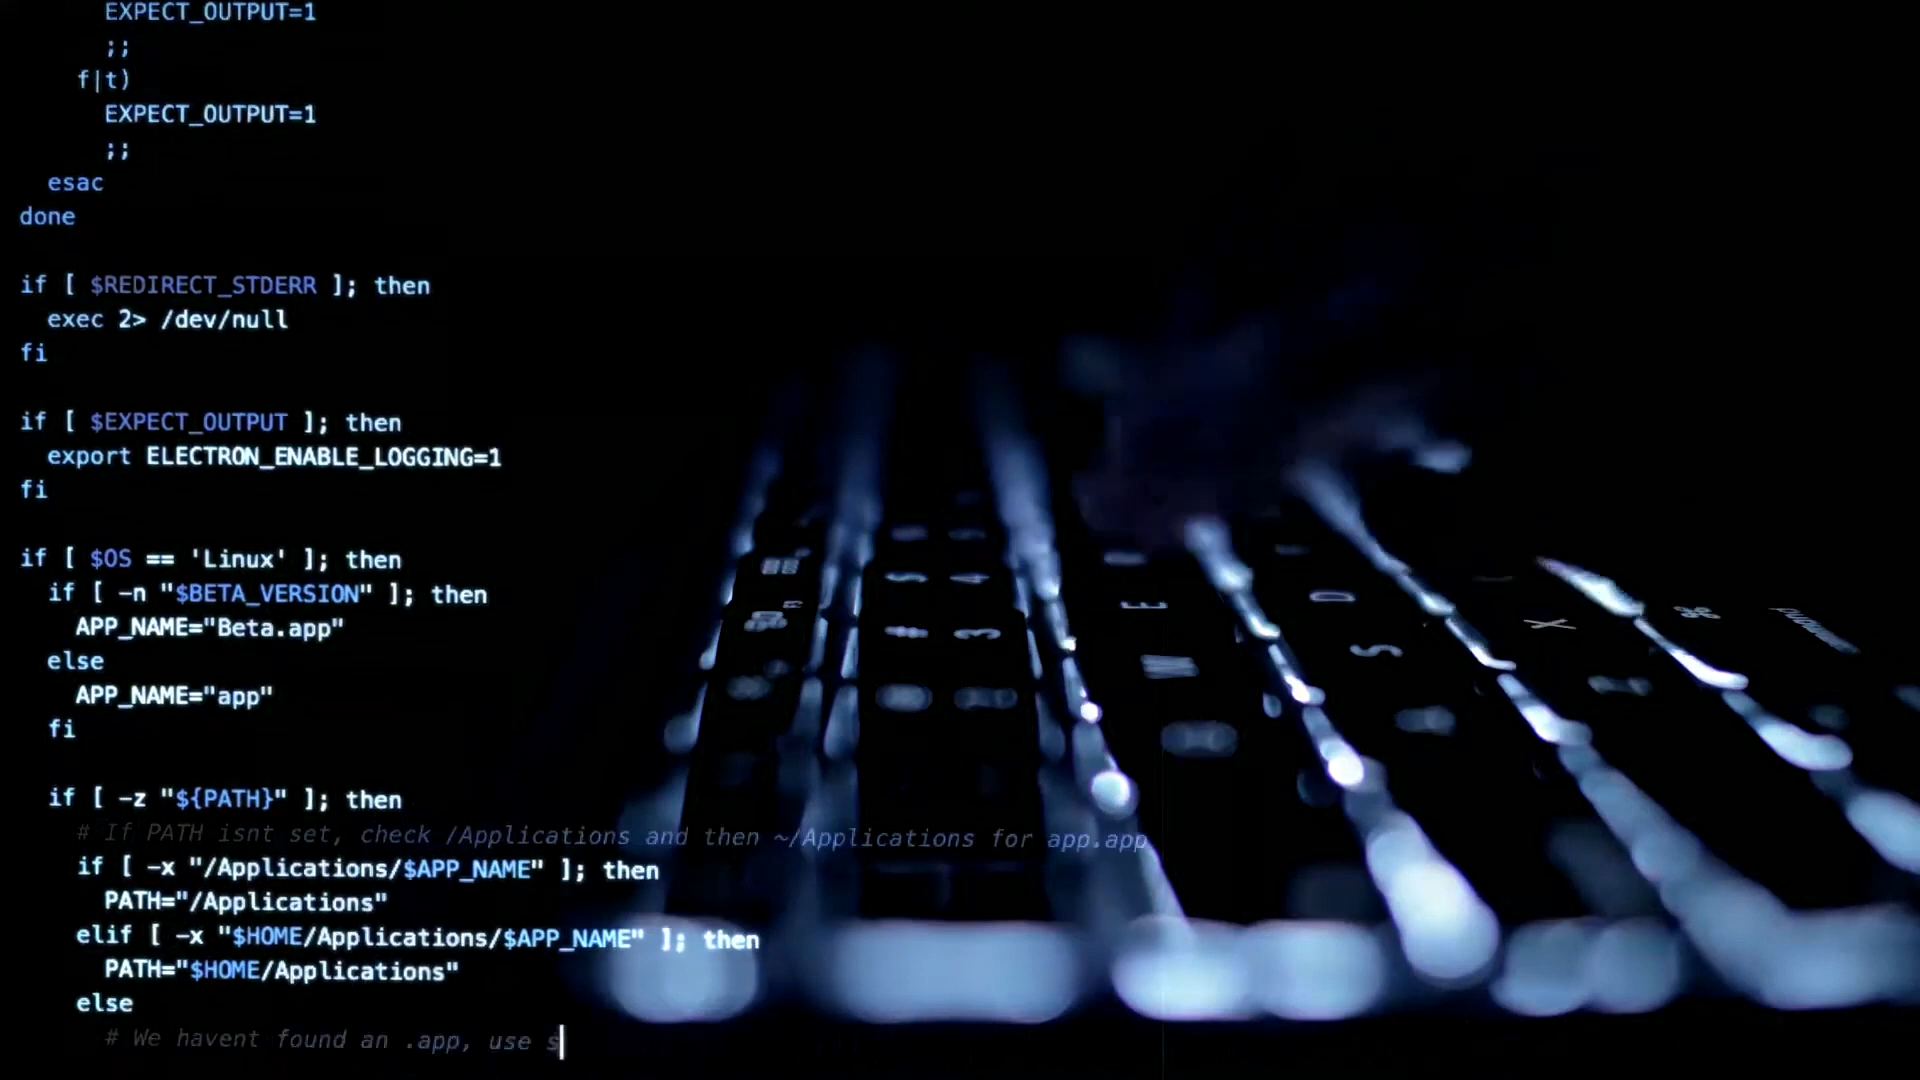 EXPECT_OUTPUT=1
;;
f|t)
EXPECT_OUTPUT=1
;;
esac
done
if [ $REDIRECT_STDERR ]; then
exec 2> /dev/null
fi
if [ $EXPECT_OUTPUT ]; then
export ELECTRON_ENABLE_LOGGING=1
fi
if [ $OS == 'Linux' ]; then
if [ -n "$BETA_VERSION" ]; then
APP_NAME="Beta.app"
else
APP_NAME="app"
fi
if [ -z "${PATH}" ]; then
# If PATH isnt set, check /Applications and then ~/Applications for app.app
if [ -x "/Applications/$APP_NAME" ]; then
PATH="/Applications"
elif [ -x "$HOME/Applications/$APP_NAME" ]; then
PATH="$HOME/Applications"
else
# We havent found an .app, use s
4
# 3
E
W
D
S
X
⌘
command